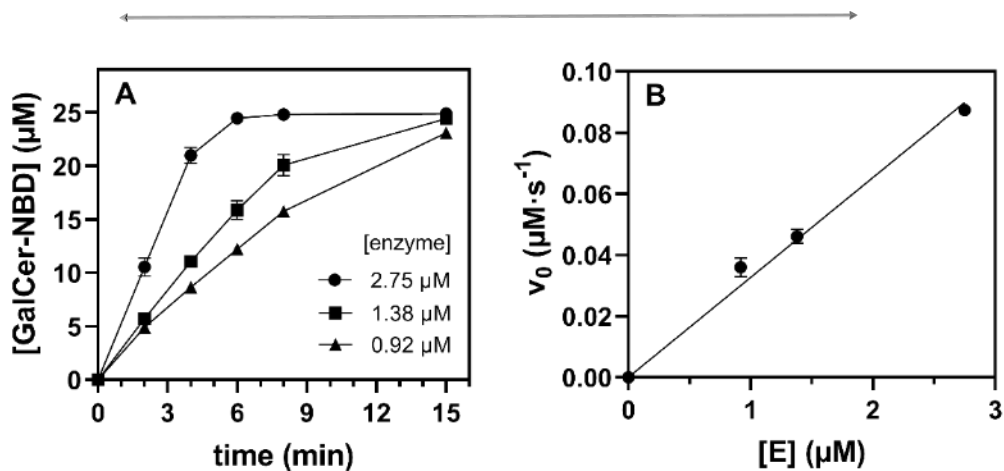 A
[GalCer-NBD] (µM)
30
25
20
15
10
5
0
[enzyme]
2.75 µM
1.38 µM
0.92 µM
0 3 6 9 12 15
time (min)
B
v0 (µM·s-1)
0.10
0.08
0.06
0.04
0.02
0.00
0 1 2 3
[E] (µM)